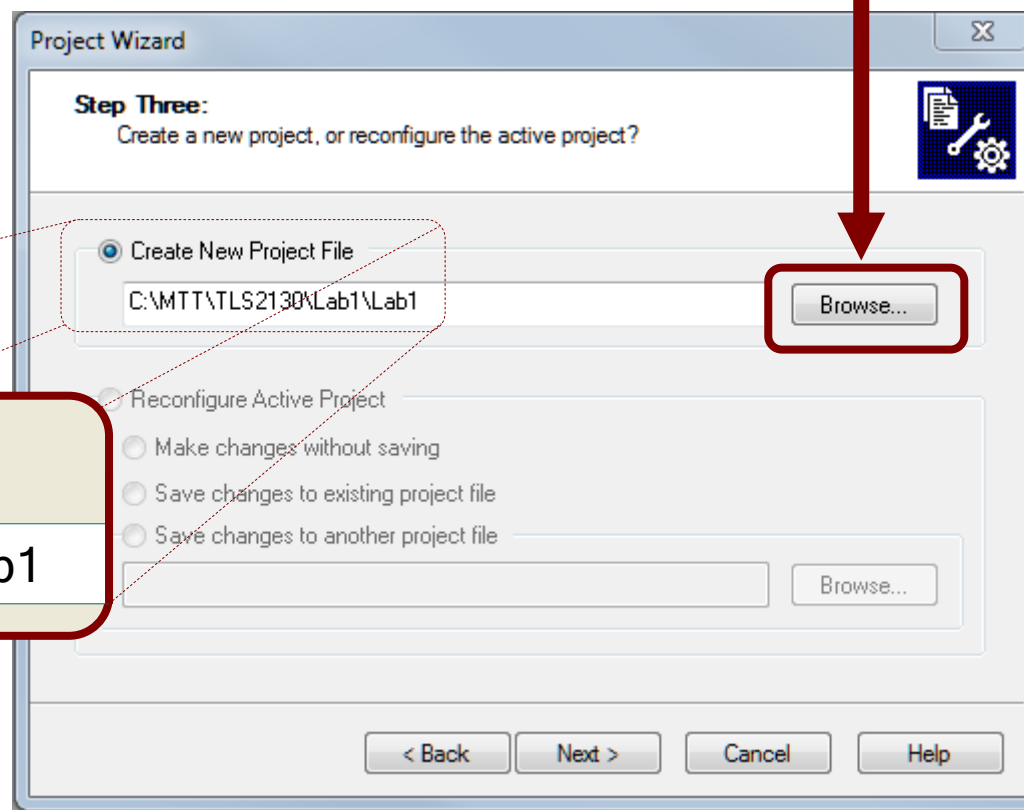 Project Wizard
Step Three:
Create a new project, or reconfigure the active project?
Create New Project File
C:\MTT\TLS2130\Lab1\Lab1
Browse...
Reconfigure Active Project
Make changes without saving
Save changes to existing project file
Save changes to another project file
b1
Browse...
< Back
Next >
Cancel
Help